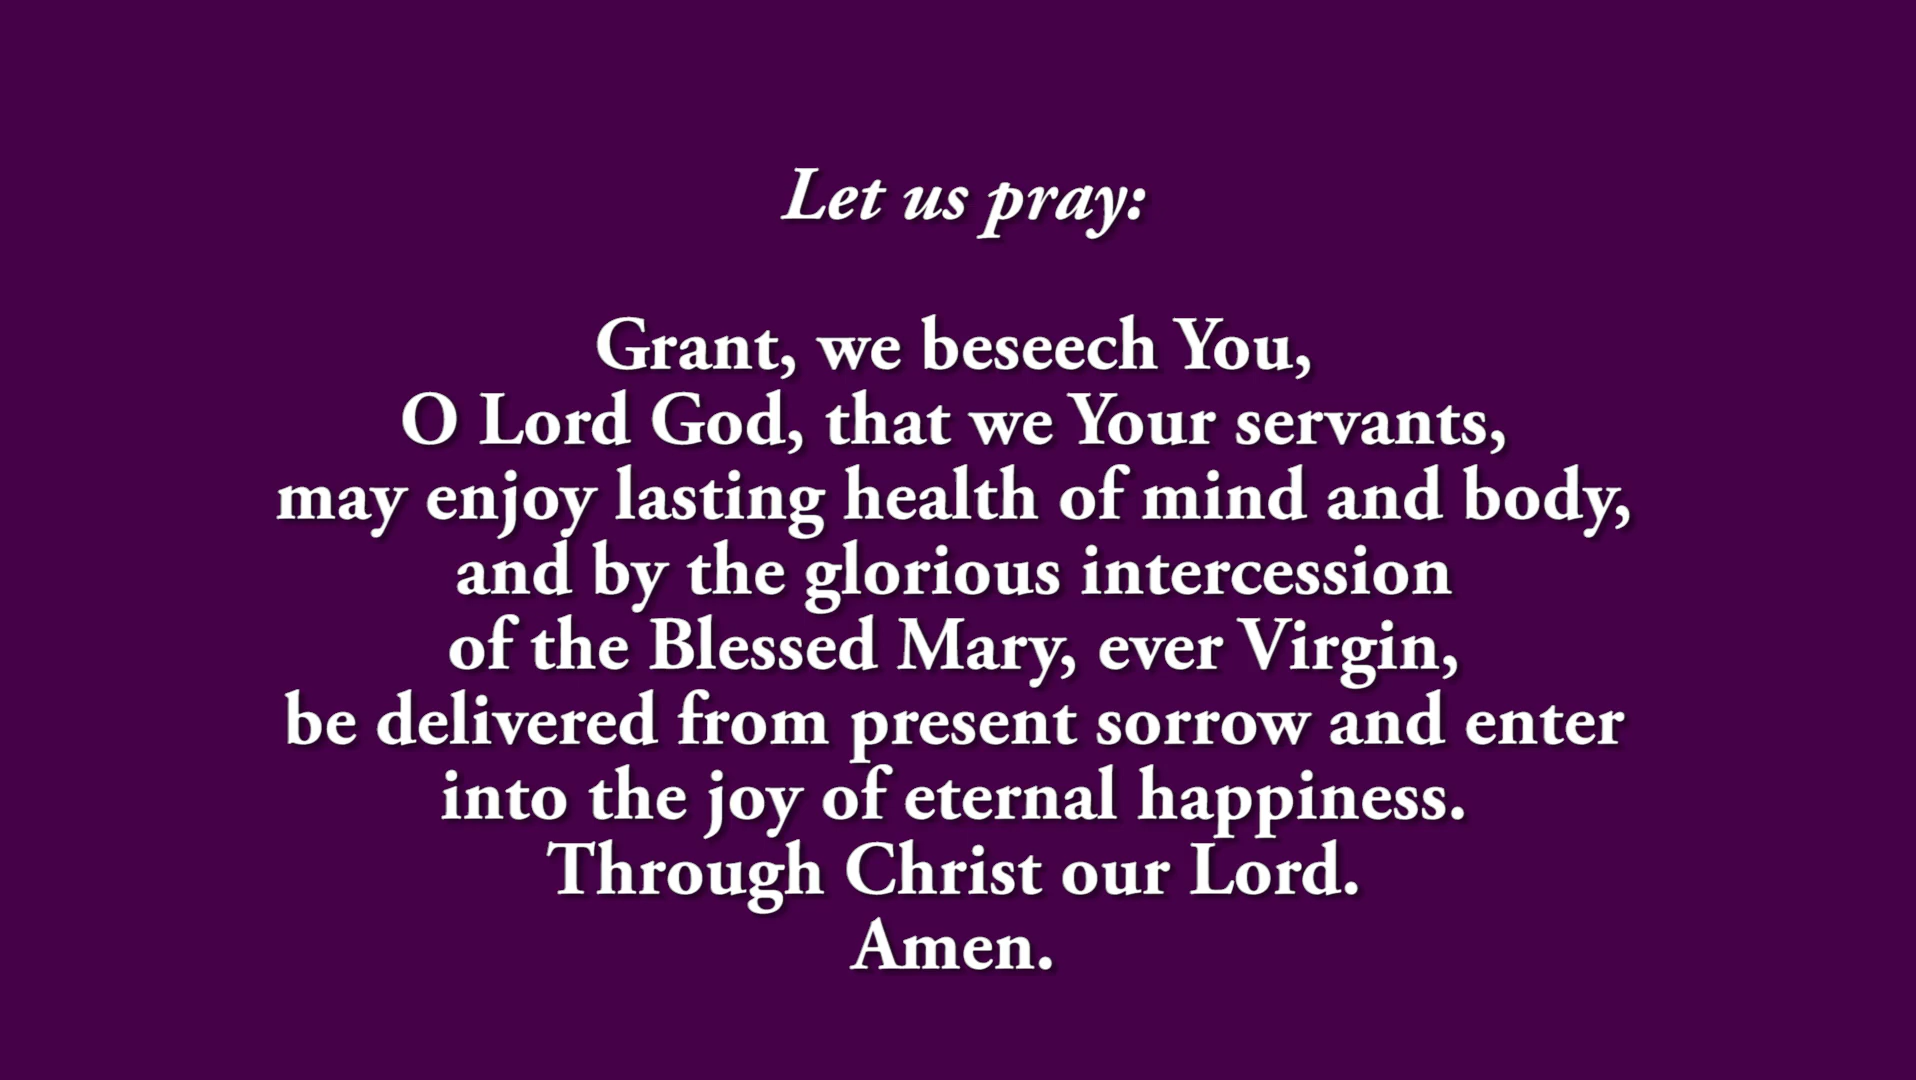 Let us pray:
Grant, we beseech You,
O Lord God, that we Your servants,
may enjoy lasting health of mind and body,
and by the glorious intercession
of the Blessed Mary, ever Virgin,
be delivered from present sorrow and enter
into the joy of eternal happiness.
Through Christ our Lord.
Amen.